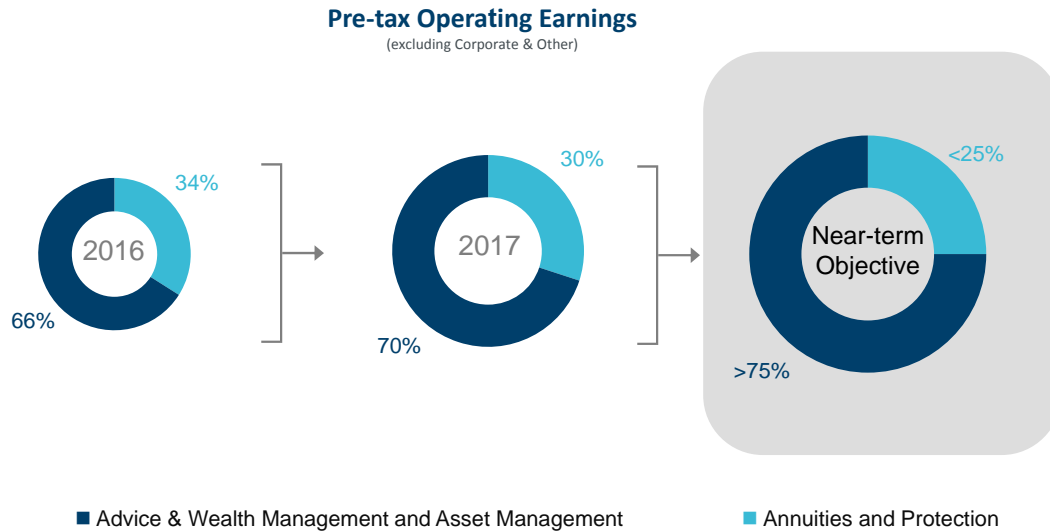 Pre-tax Operating Earnings
(excluding Corporate & Other)
34%
2016
66%
30%
2017
70%
<25%
Near-term
Objective
>75%
Advice & Wealth Management and Asset Management
Annuities and Protection